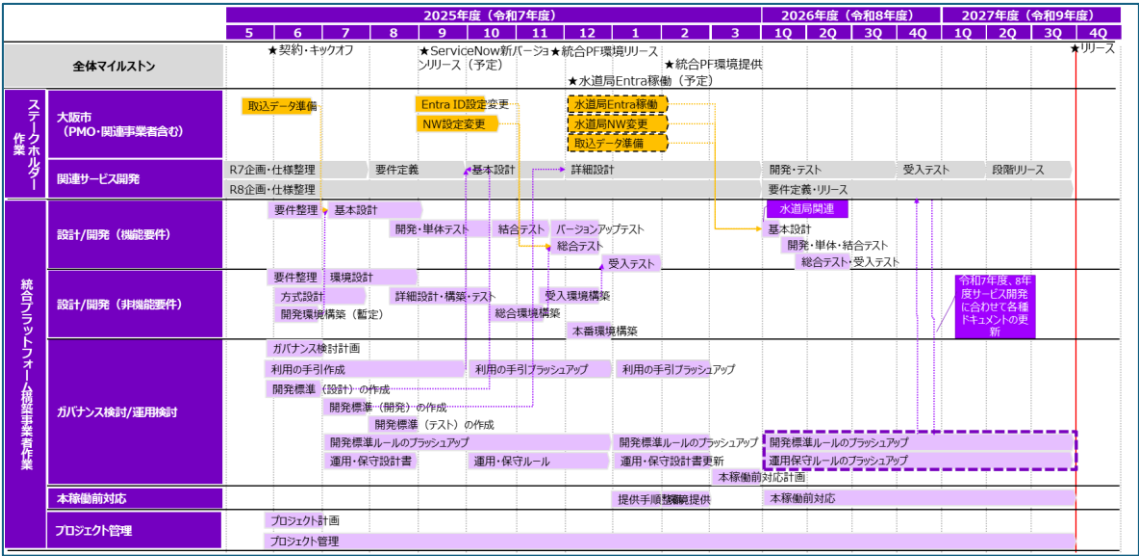 2025年度（令和7年度）
2026年度（令和8年度）
2027年度（令和9年度）
5 6 7 8 9 10 11 12 1 2 3 1Q 2Q 3Q 4Q 1Q 2Q 3Q 4Q
全体マイルストン
★契約・キックオフ
★ServiceNow新バージョ
ンリリース（予定）
★統合PF環境リリース
★統合PF環境提供
★水道局Entra稼働（予定）
★リリース
ステークホルダー
作業
大阪市
（PMO・関連事業者含む）
取込データ準備
Entra ID設定変更
NW設定変更
水道局Entra稼働
水道局NW変更
取込データ準備
関連サービス開発
R7企画・仕様整理
要件定義
基本設計
詳細設計
開発・テスト
受入テスト
段階リリース
R8企画・仕様整理
要件定義・リリース
統合プラットフォーム構築事業者作業
設計/開発（機能要件）
要件整理
基本設計
開発・単体テスト
結合テスト
バージョンアップテスト
総合テスト
受入テスト
水道局関連
基本設計
開発・単体・結合テスト
総合テスト・受入テスト
設計/開発（非機能要件）
要件整理
環境設計
方式設計
詳細設計・構築・テスト
受入環境構築
開発環境構築（暫定）
総合環境構築
本番環境構築
令和7年度、8年
度サービス開発
に合わせて各種
ドキュメントの更
新
ガバナンス検討/運用検討
ガバナンス検討計画
利用の手引作成
利用の手引ブラッシュアップ
利用の手引ブラッシュアップ
開発標準（設計）の作成
開発標準（開発）の作成
開発標準（テスト）の作成
開発標準ルールのブラッシュアップ
開発標準ルールのブラッシュアップ
開発標準ルールのブラッシュアップ
運用・保守設計書
運用・保守ルール
運用・保守設計書更新
運用保守ルールのブラッシュアップ
本稼働前対応計画
本稼働前対応
提供手順整備
環境提供
本稼働前対応
プロジェクト管理
プロジェクト計画
プロジェクト管理